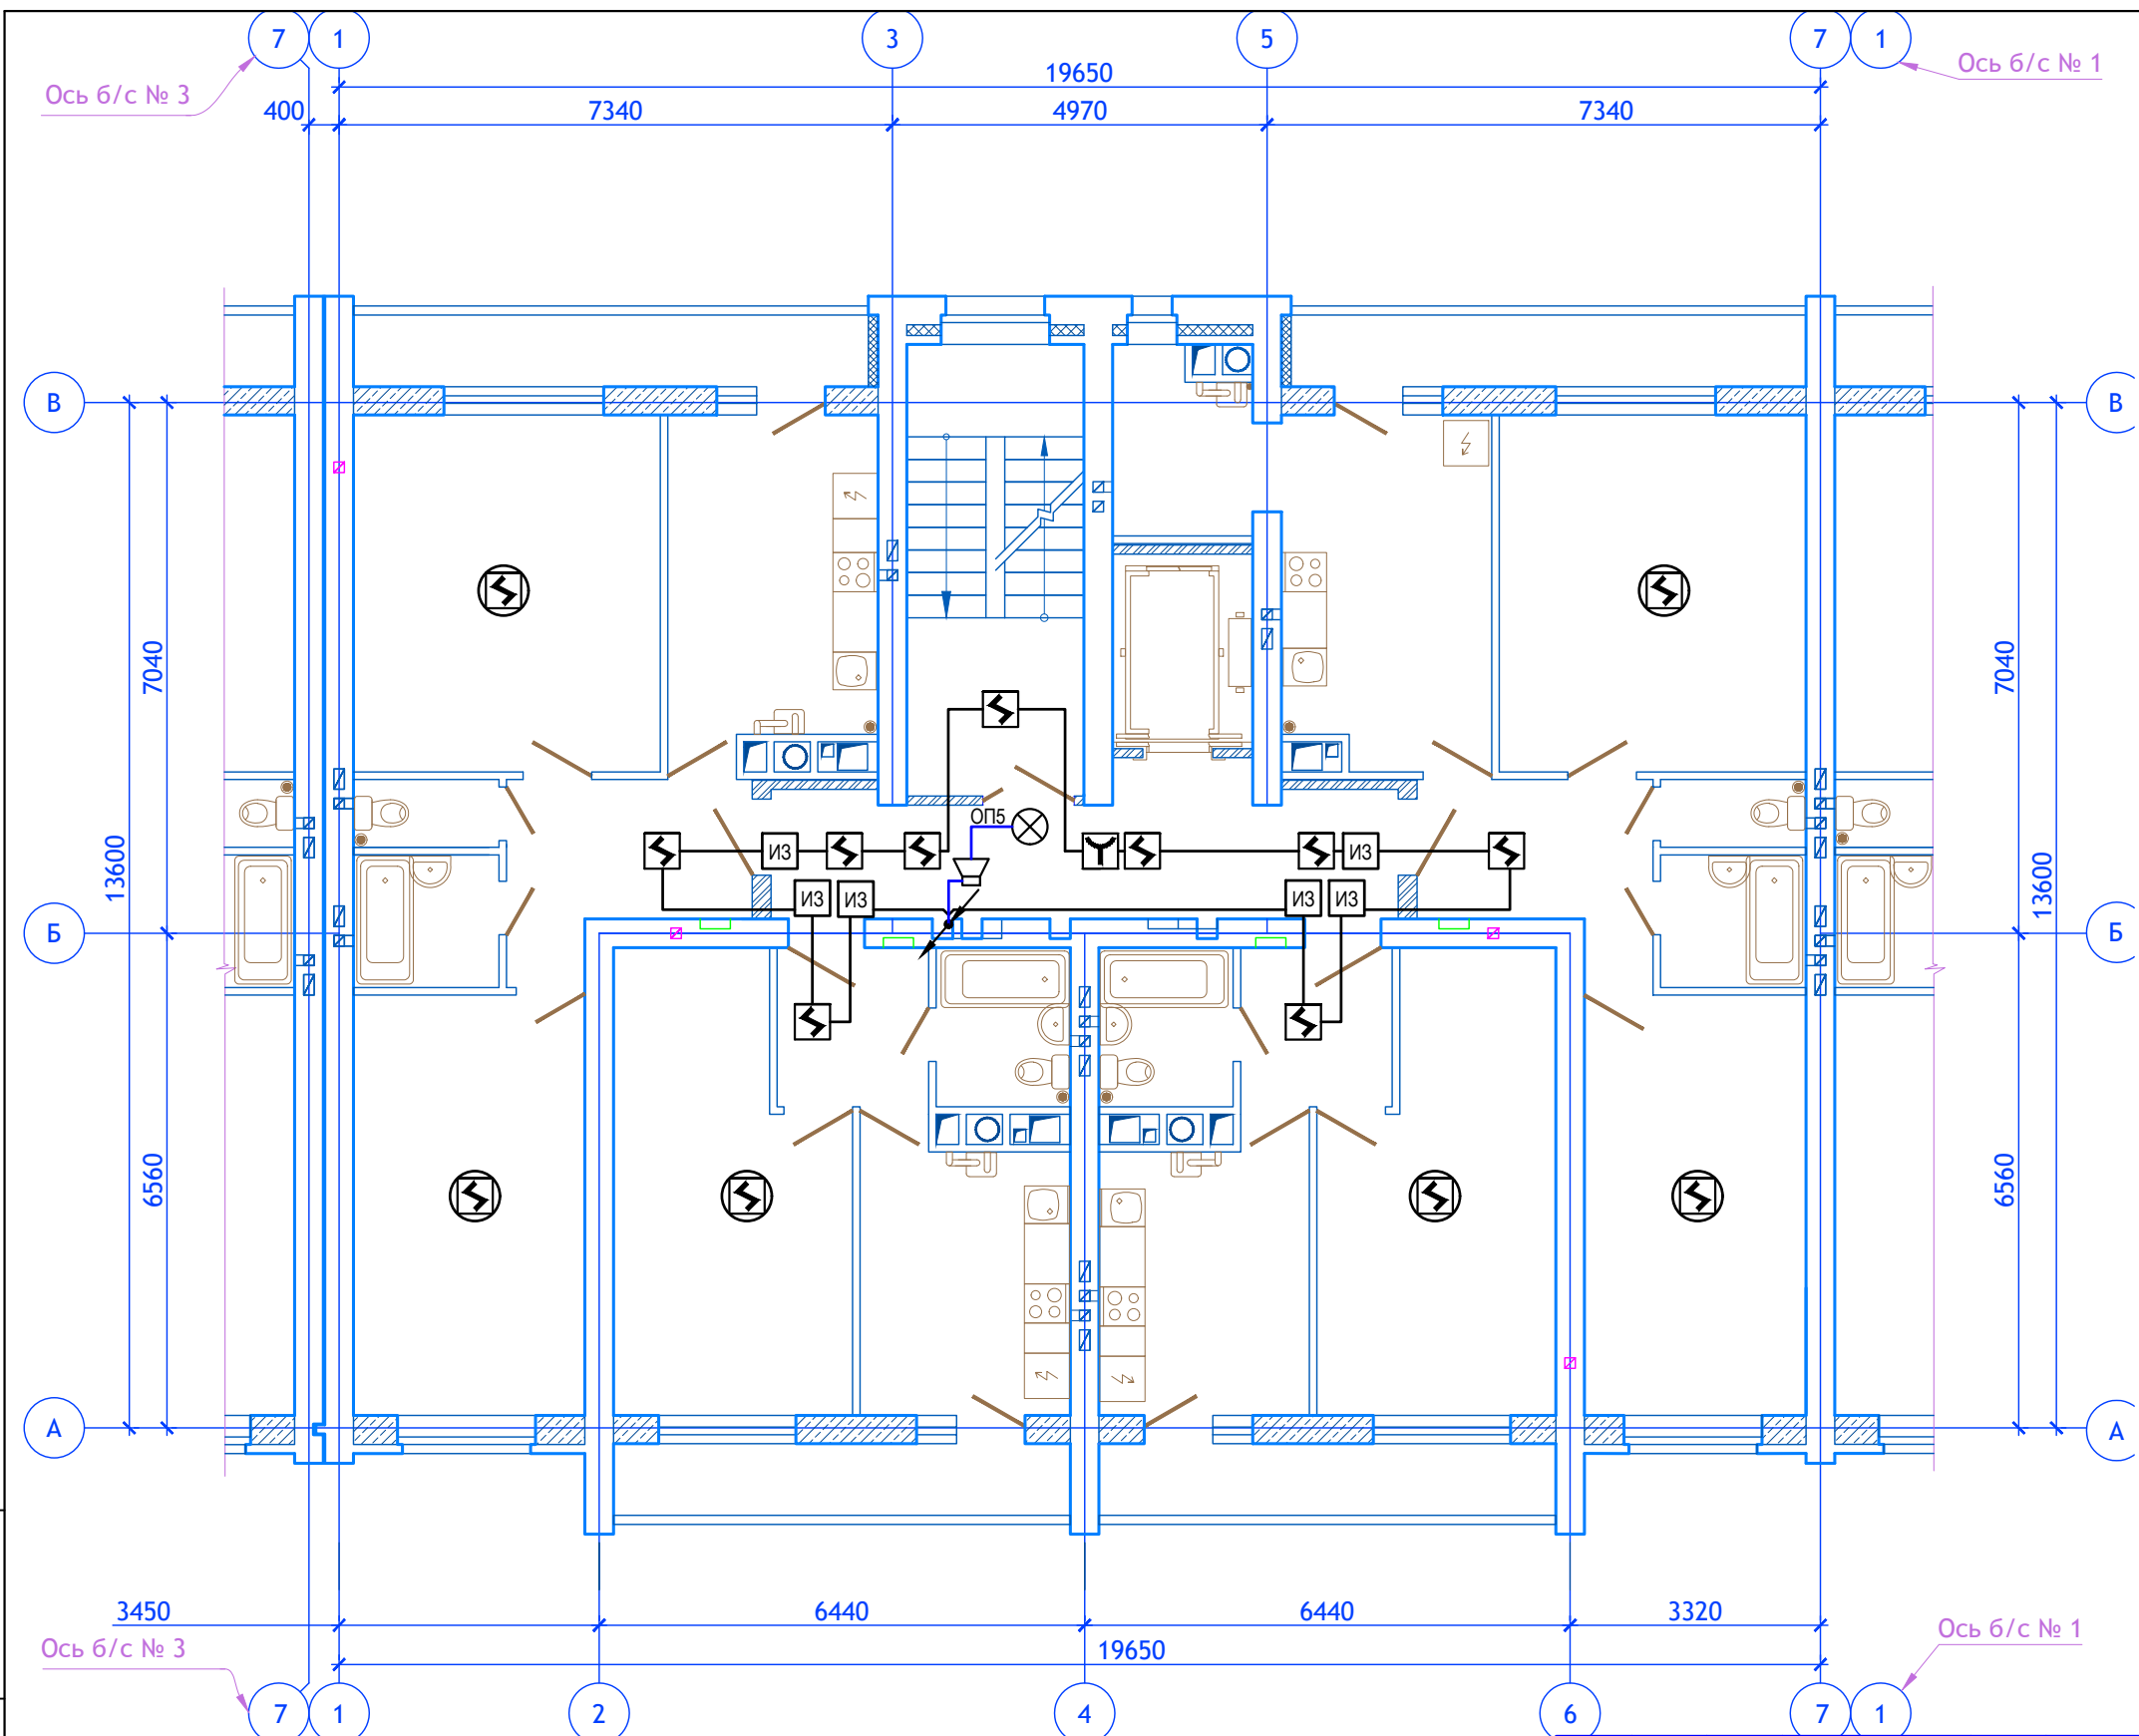 7 1 3 5 7 1
19650
Ось б/с № 3
Ось б/с № 1
400 7340 4970 7340
В В
7040 7040
13600 13600
ОП5
ИЗ ИЗ
ИЗ ИЗ ИЗ ИЗ
Б Б
6560 6560
А А
3450 6440 6440 3320
Ось б/с № 3
19650
Ось б/с № 1
7 1 2 4 6 7 1